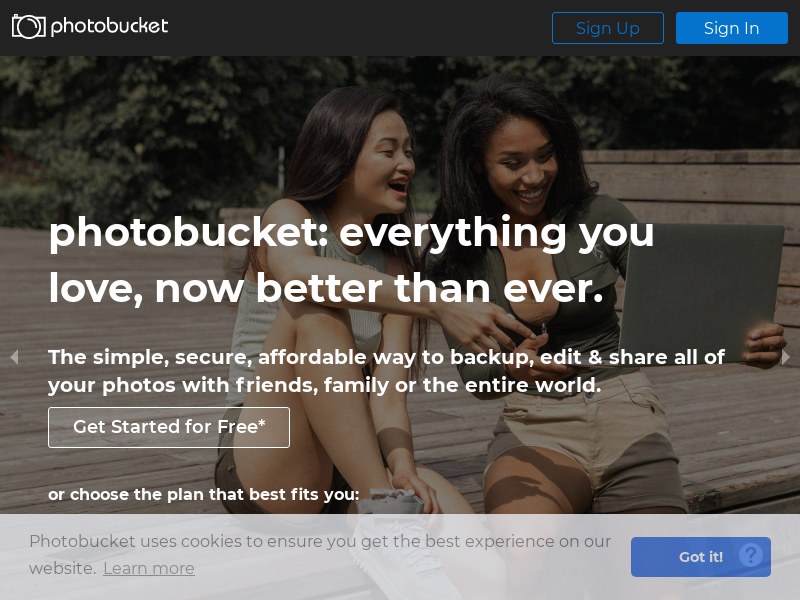 photobucket
Sign Up
Sign In
photobucket: everything you
love, now better than ever.
The simple, secure, affordable way to backup, edit & share all of
your photos with friends, family or the entire world.
Get Started for Free*
or choose the plan that best fits you:
Photobucket uses cookies to ensure you get the best experience on our
website. Learn more
Got it!
?